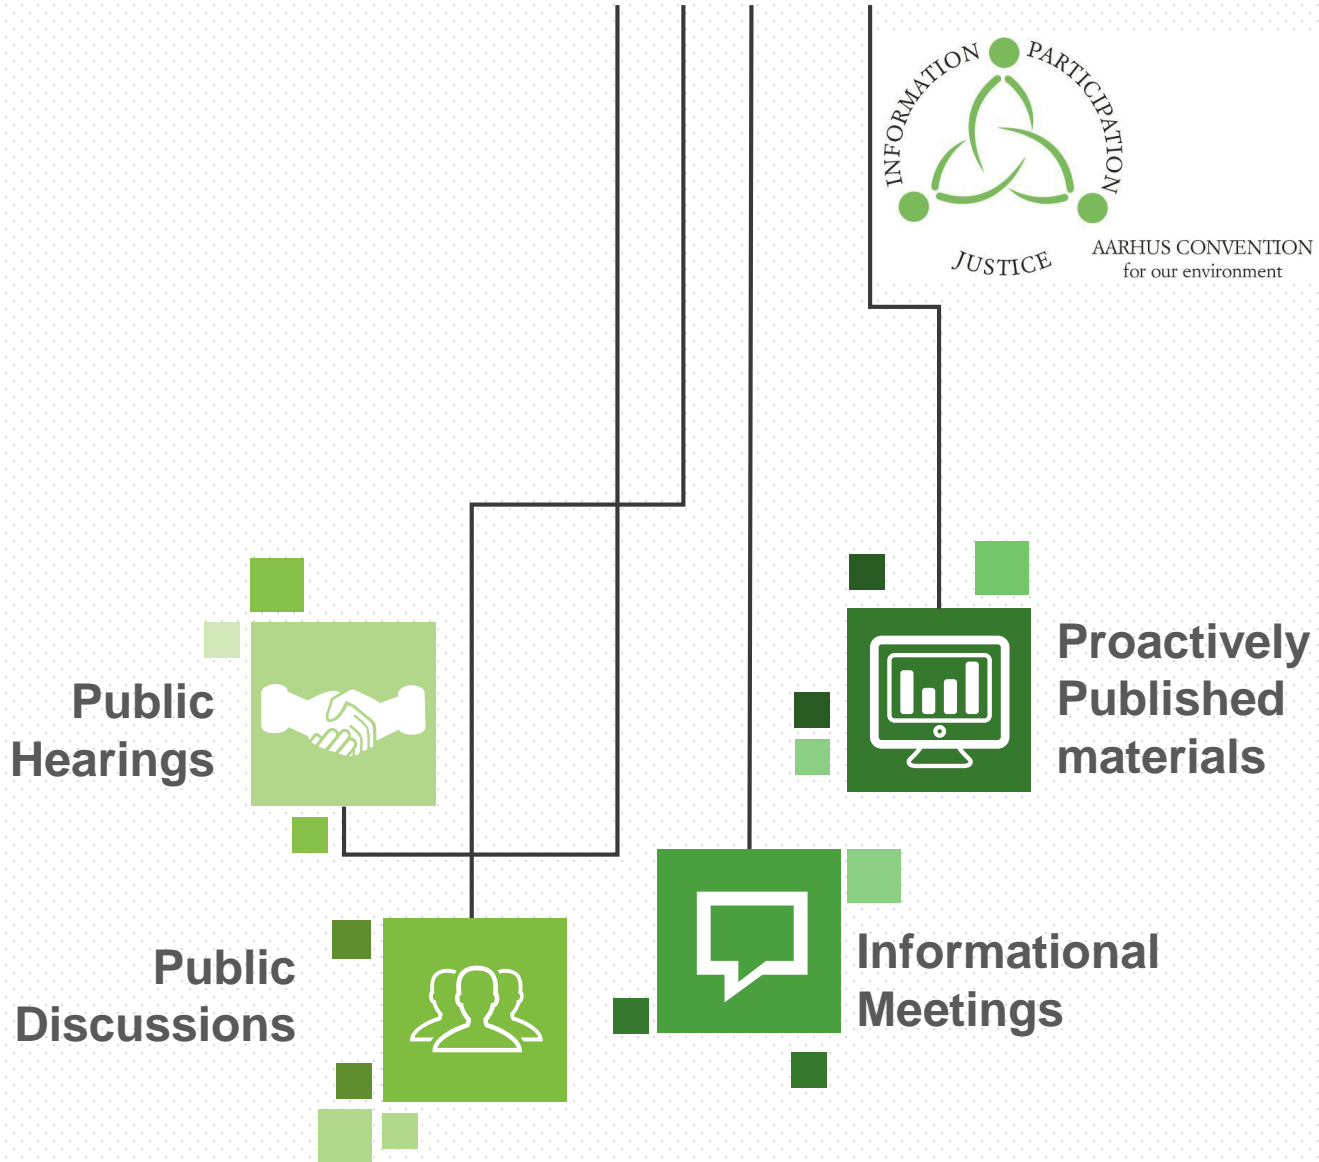 INFORMATION
PARTICIPATION
JUSTICE
AARHUS CONVENTION
for our environment
Public
Hearings
Proactively
Published
materials
Public
Discussions
Informational
Meetings